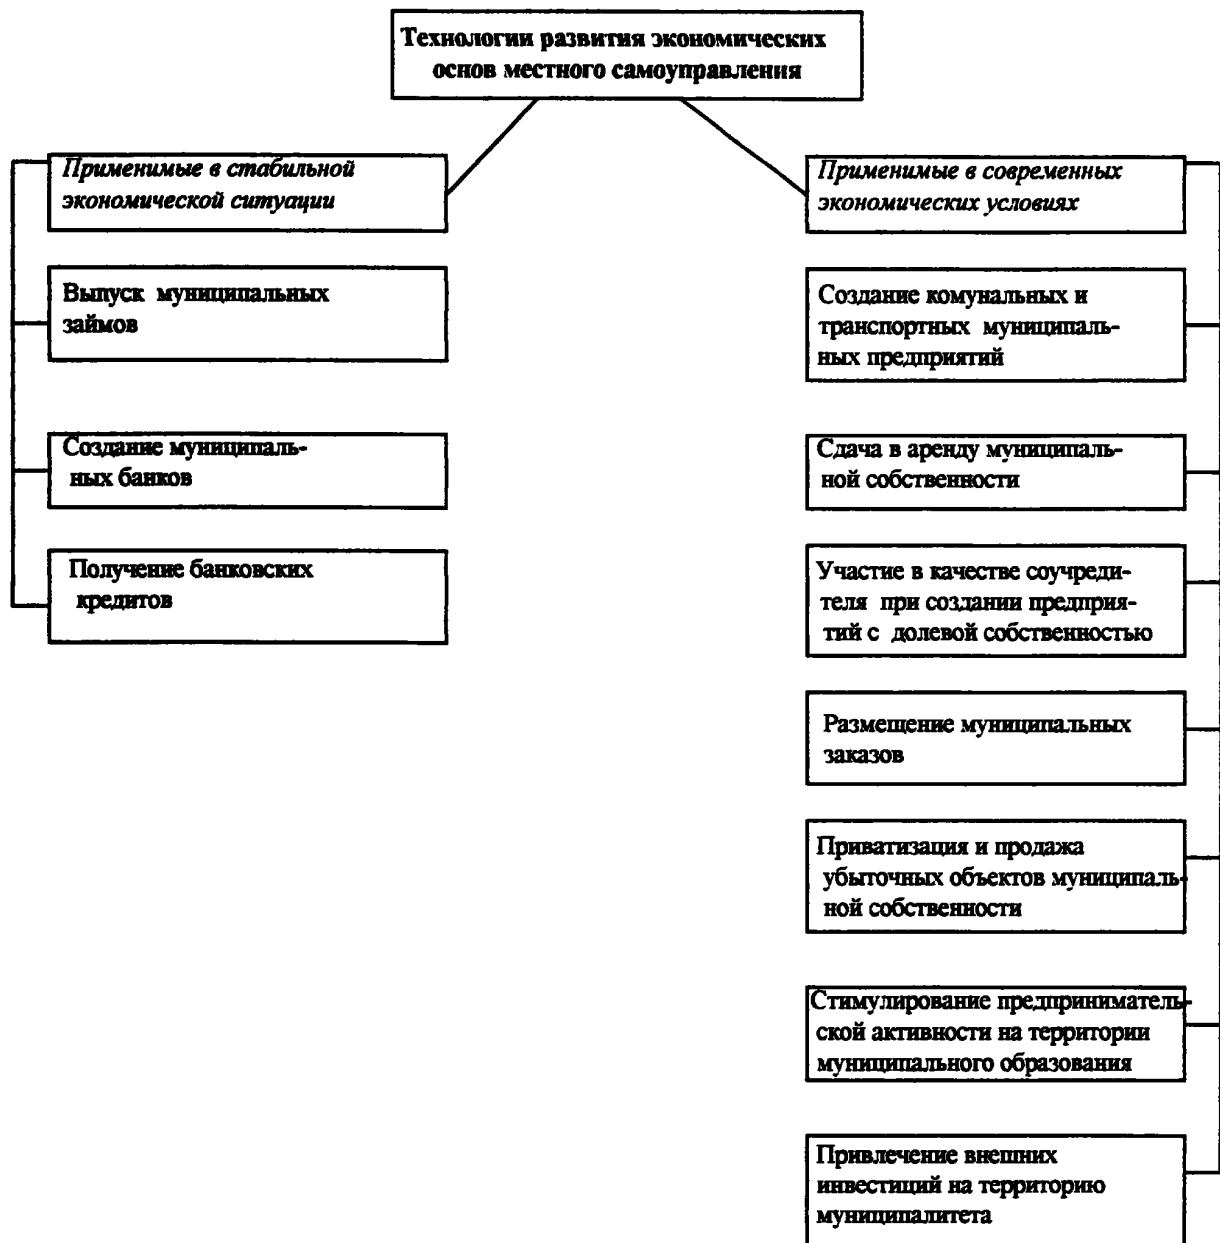 Технологии развития экономических
основ местного самоуправления
Применимые в стабильной
экономической ситуации
Выпуск муниципальных
займов
Создание муниципаль-
ных банков
Получение банковских
кредитов
Применимые в современных
экономических условиях
Создание комунальных и
транспортных муниципаль-
ных предприятий
Сдача в аренду муниципаль-
ной собственности
Участие в качестве соучреди-
теля при создании предприя-
тий с долевой собственностью
Размещение муниципальных
заказов
Приватизация и продажа
убыточных объектов муниципаль-
ной собственности
Стимулирование предприниматель-
ской активности на территории
муниципального образования
Привлечение внешних
инвестиций на территорию
муниципалитета